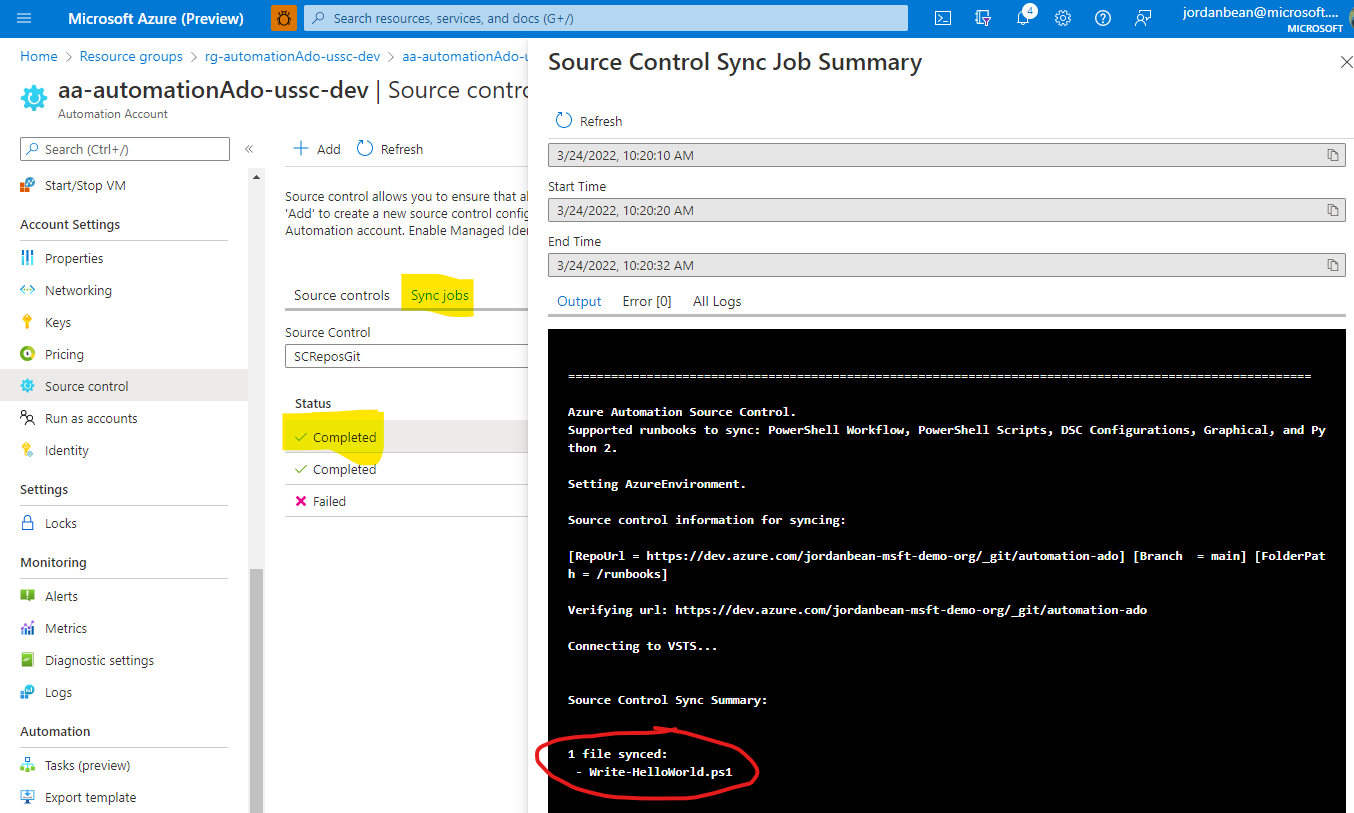 Microsoft Azure (Preview)
Search resources, services, and docs (G+/)
4
jordanbean@microsoft....
MICROSOFT
Home > Resource groups > rg-automationAdo-ussc-dev > aa-automationAdo-u
aa-automationAdo-ussc-dev | Source contro
Automation Account
Search (Ctrl+/)
«
Start/Stop VM
Account Settings
Properties
Networking
Keys
Pricing
Source control
Run as accounts
Identity
Settings
Locks
Monitoring
Alerts
Metrics
Diagnostic settings
Logs
Automation
Tasks (preview)
Export template
Add
Refresh
Source control allows you to ensure that al
'Add' to create a new source control config
Automation account. Enable Managed Iden
Source controls
Sync jobs
Source Control
SCReposGit
Status
Completed
Completed
Failed
Source Control Sync Job Summary
Refresh
3/24/2022, 10:20:10 AM
Start Time
3/24/2022, 10:20:20 AM
End Time
3/24/2022, 10:20:32 AM
Output
Error [0]
All Logs
========================================================================================================
Azure Automation Source Control.
Supported runbooks to sync: PowerShell Workflow, PowerShell Scripts, DSC Configurations, Graphical, and Py
thon 2.
Setting AzureEnvironment.
Source control information for syncing:
[RepoUrl = https://dev.azure.com/jordanbean-msft-demo-org/_git/automation-ado] [Branch  = main] [FolderPat
h = /runbooks]
Verifying url: https://dev.azure.com/jordanbean-msft-demo-org/_git/automation-ado
Connecting to VSTS...
Source Control Sync Summary:
1 file synced:
- Write-HelloWorld.ps1